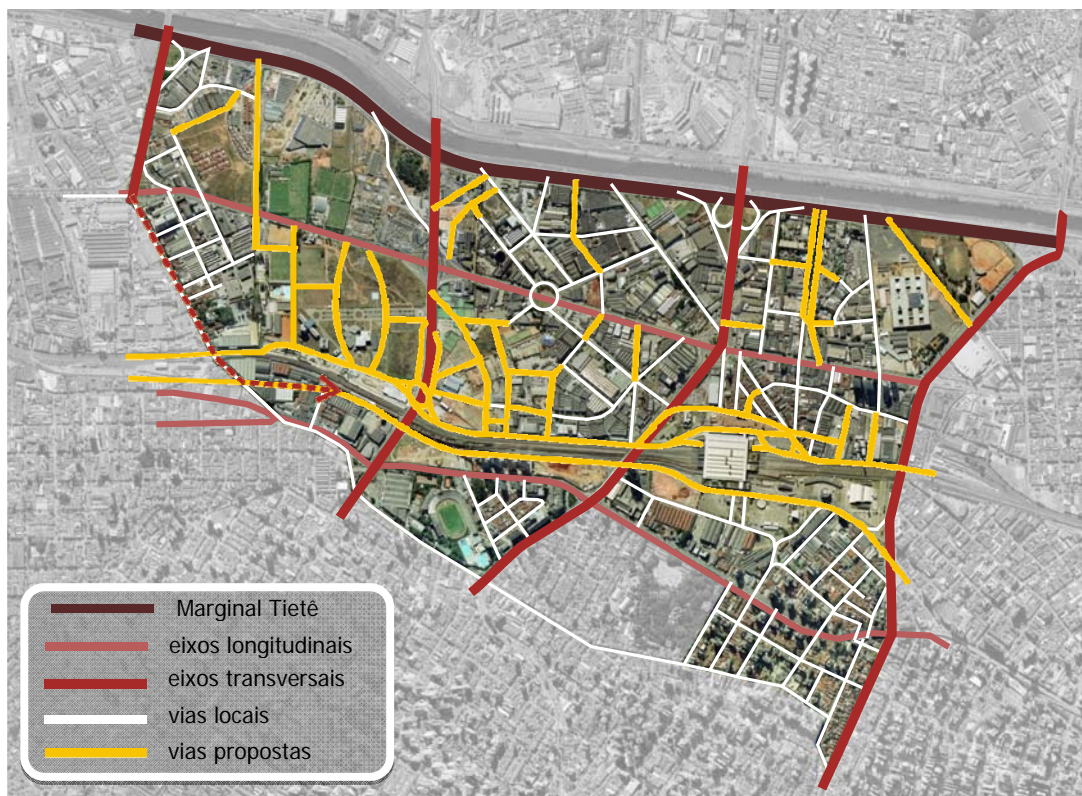 Marginal Tietê
eixos longitudinais
eixos transversais
vias locais
vias propostas